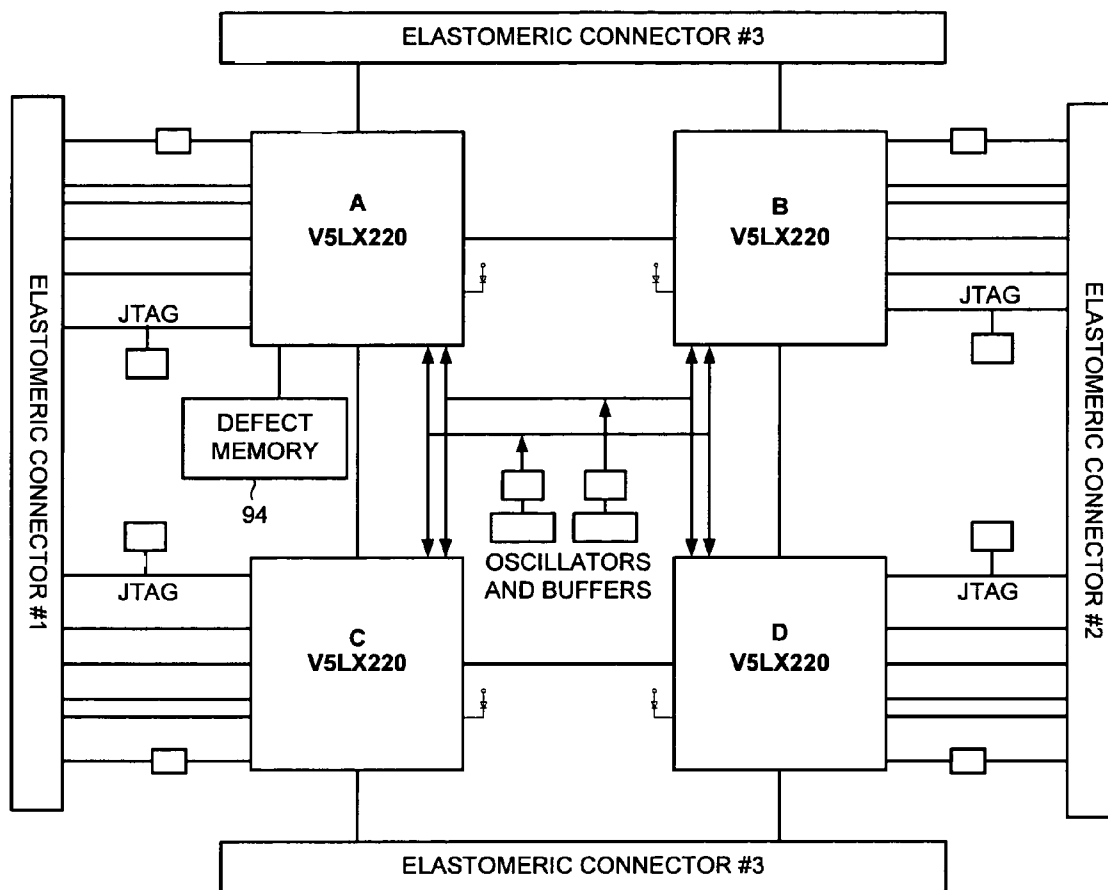 ELASTOMERIC CONNECTOR #3
ELASTOMERIC CONNECTOR #1
A
V5LX220
B
V5LX220
ELASTOMERIC CONNECTOR #2
JTAG
JTAG
DEFECT
MEMORY
94
OSCILLATORS
AND BUFFERS
JTAG
JTAG
C
V5LX220
D
V5LX220
ELASTOMERIC CONNECTOR #3